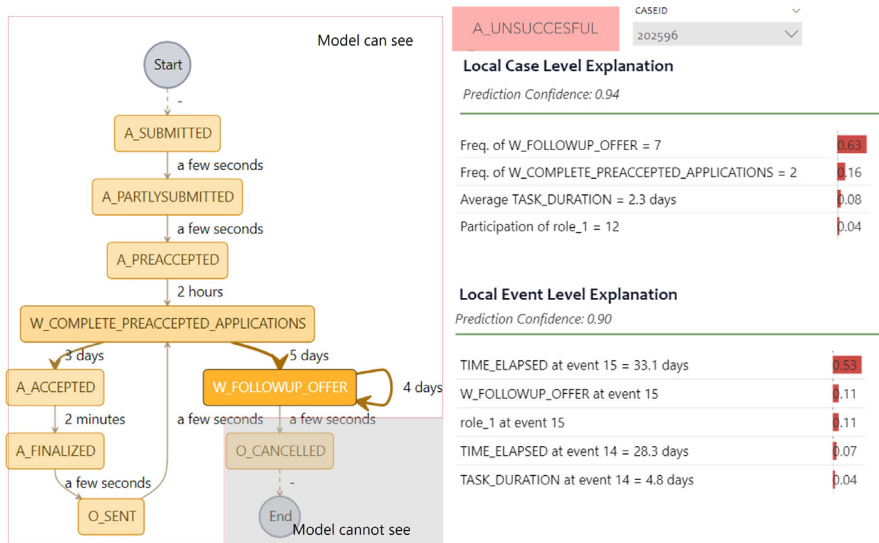 Model can see
Start
-
A_SUBMITTED
a few seconds
A_PARTLYSUBMITTED
a few seconds
A_PREACCEPTED
2 hours
W_COMPLETE_PREACCEPTED_APPLICATIONS
3 days
5 days
A_ACCEPTED
W_FOLLOWUP_OFFER
4 days
2 minutes
a few seconds
a few seconds
A_FINALIZED
O_CANCELLED
a few seconds
-
O_SENT
End
Model cannot see
A_UNSUCCESFUL
CASEID
202596
Local Case Level Explanation
Prediction Confidence: 0.94
Freq. of W_FOLLOWUP_OFFER = 7 0.63
Freq. of W_COMPLETE_PREACCEPTED_APPLICATIONS = 2 0.16
Average TASK_DURATION = 2.3 days 0.08
Participation of role_1 = 12 0.04
Local Event Level Explanation
Prediction Confidence: 0.90
TIME_ELAPSED at event 15 = 33.1 days 0.53
W_FOLLOWUP_OFFER at event 15 0.11
role_1 at event 15 0.11
TIME_ELAPSED at event 14 = 28.3 days 0.07
TASK_DURATION at event 14 = 4.8 days 0.04